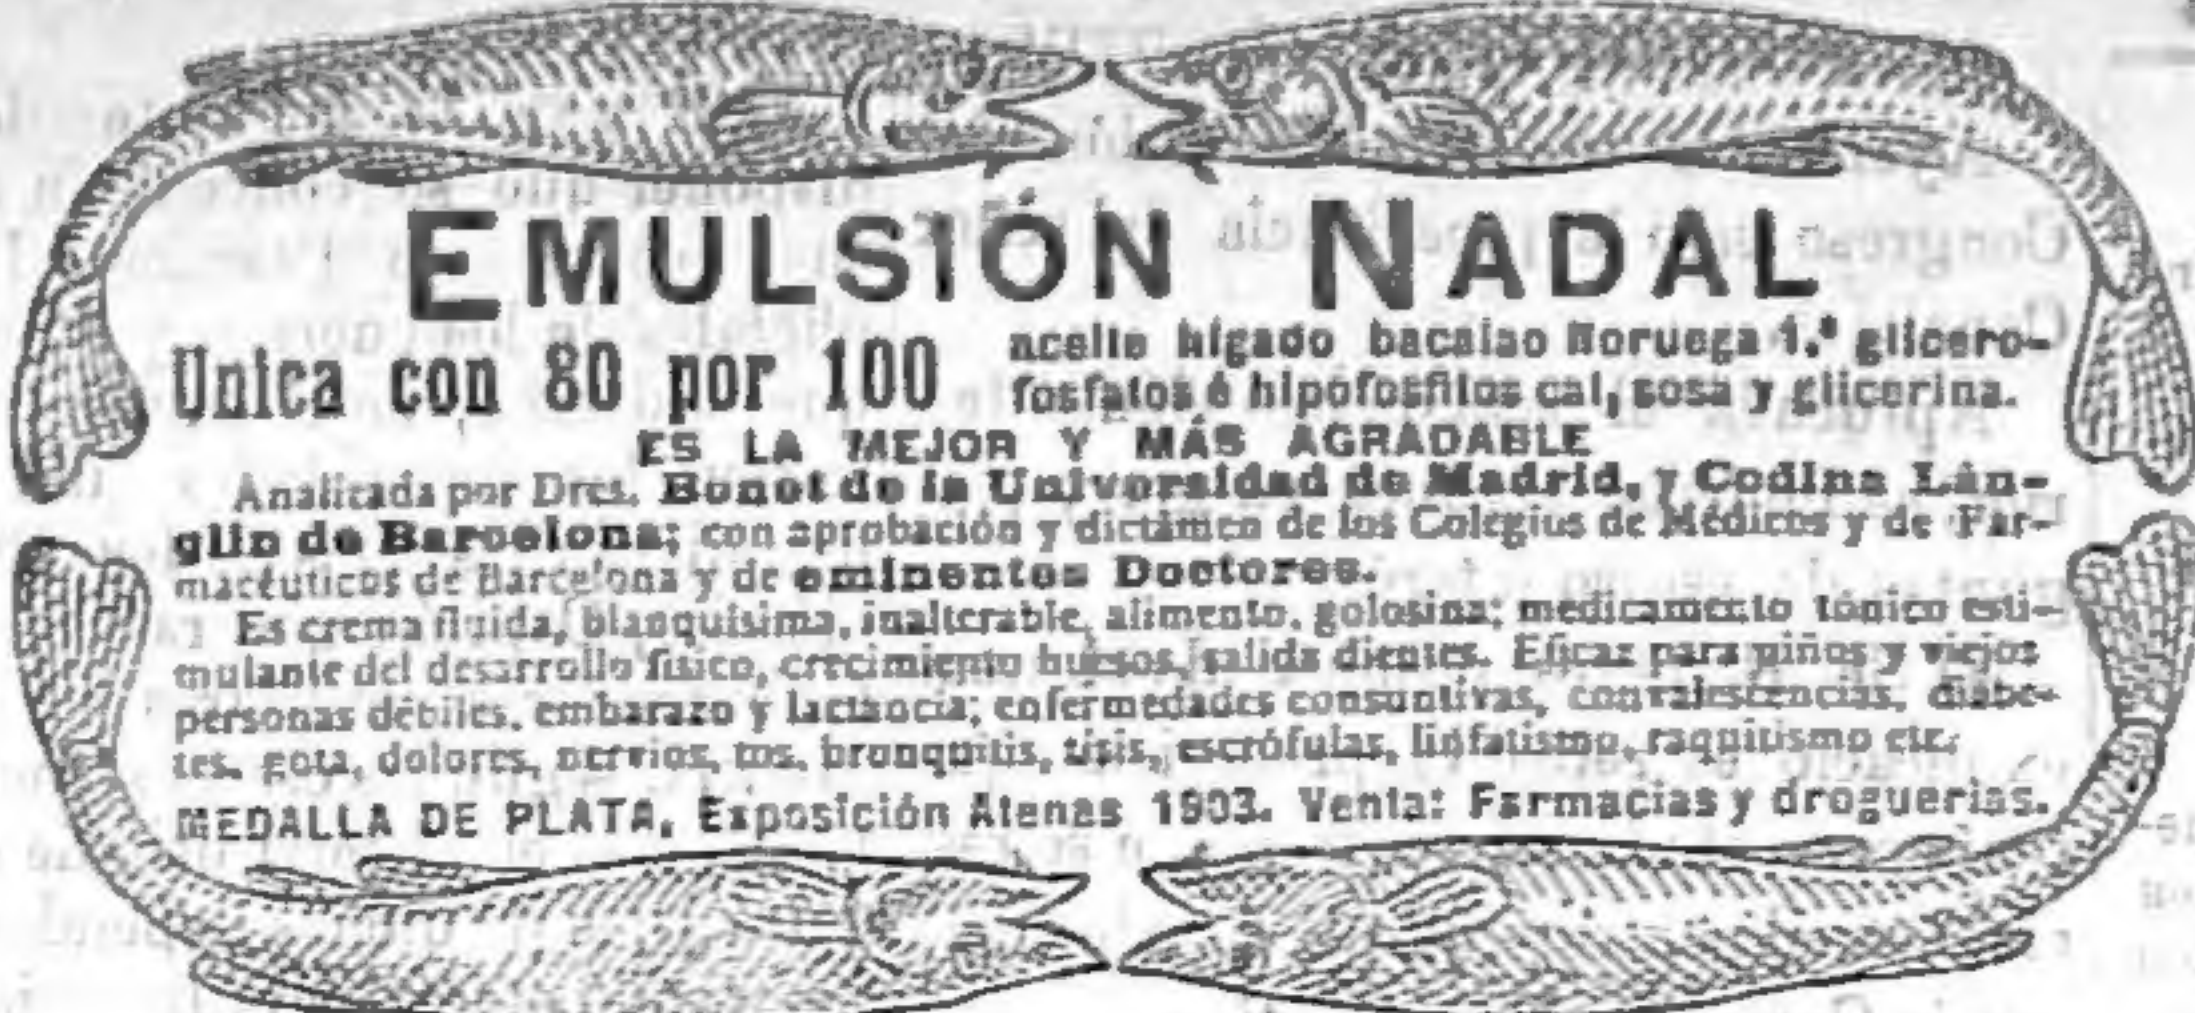 EMULSIÓN NADAL
Unica con 80 por 100 aceite hígado bacalao Noruega 1.ª glicero-
fosfatos é hipofosfitos cal, sosa y glicerina.
ES LA MEJOR Y MÁS AGRADABLE
Analizada por Dres. Bonet de la Universidad de Madrid, y Codina Lán-
glin de Barcelona; con aprobación y dictámen de los Colegius de Médicos y de Far-
macéuticos de Barcelona y de eminentes Doctores.
Es crema fluida, blanquísima, inalterable, alimento, golosina; medicamento tónico esti-
mulante del desarrollo físico, crecimiento huesos, salida dientes. Eficaz para niños y viejos
personas débiles, embarazo y lactancia; enfermedades consuntivas, convalescencias, diabe-
tes, gota, dolores, nervios, tos, bronquitis, tisis, escrófulas, linfatismo, raquitismo etc.
MEDALLA DE PLATA, Exposición Atenas 1903. Venta: Farmacias y droguerias.